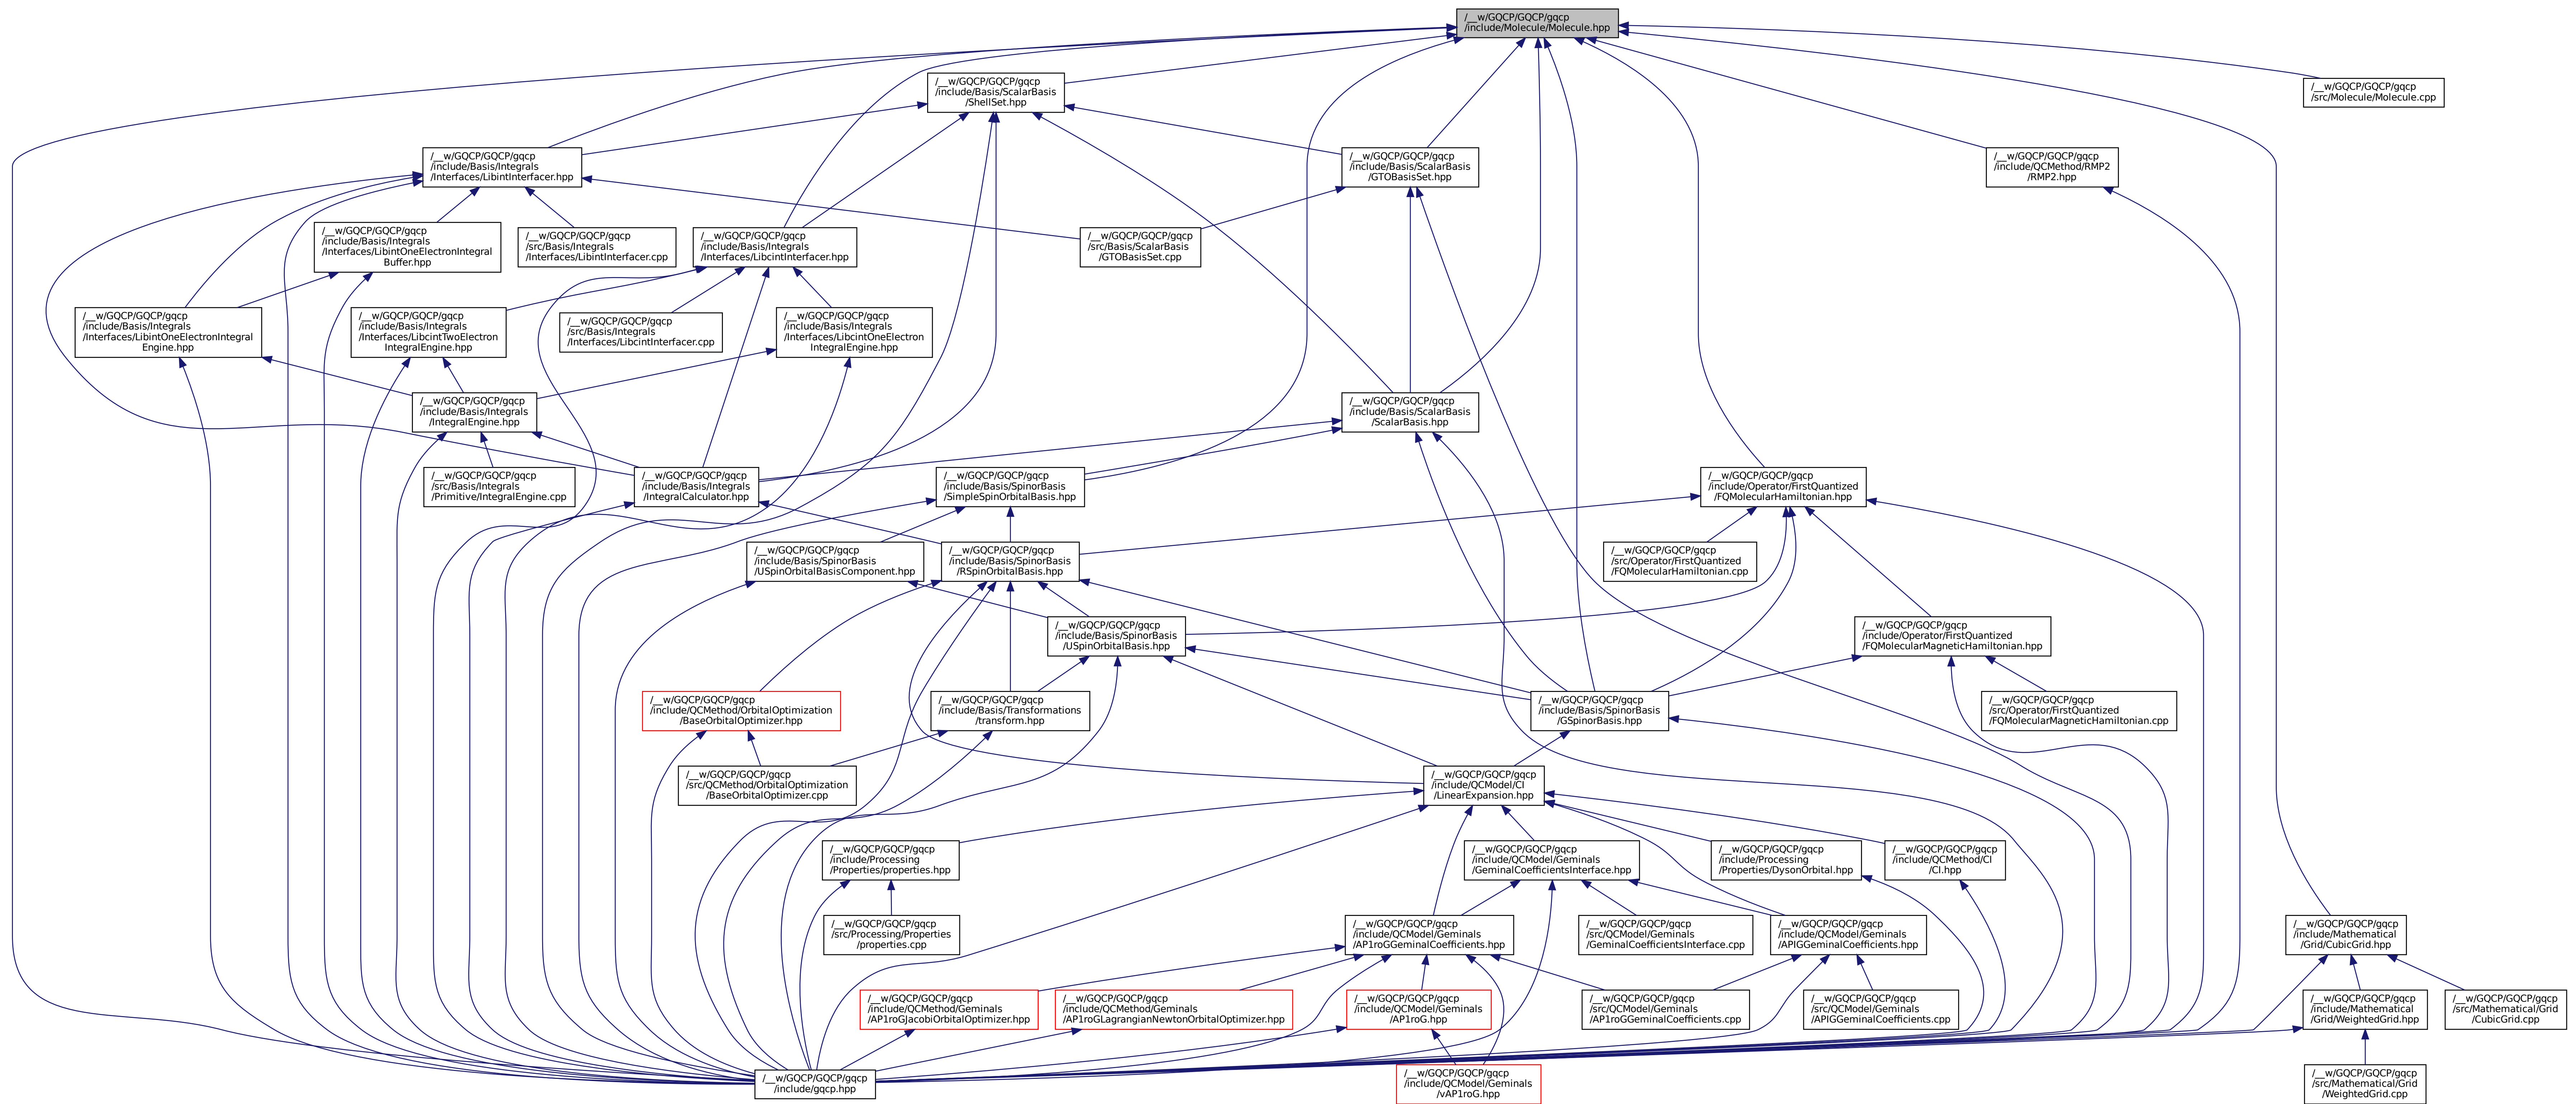 /__w/GQCP/GQCP/gqcp
/include/Molecule/Molecule.hpp
/__w/GQCP/GQCP/gqcp
/include/Basis/ScalarBasis
/ShellSet.hpp
/__w/GQCP/GQCP/gqcp
/src/Molecule/Molecule.cpp
/__w/GQCP/GQCP/gqcp
/include/Basis/Integrals
/Interfaces/LibintInterfacer.hpp
/__w/GQCP/GQCP/gqcp
/include/Basis/ScalarBasis
/GTOBasisSet.hpp
/__w/GQCP/GQCP/gqcp
/include/QCMethod/RMP2
/RMP2.hpp
/__w/GQCP/GQCP/gqcp
/include/Basis/Integrals
/Interfaces/LibintOneElectronIntegral
Buffer.hpp
/__w/GQCP/GQCP/gqcp
/src/Basis/Integrals
/Interfaces/LibintInterfacer.cpp
/__w/GQCP/GQCP/gqcp
/include/Basis/Integrals
/Interfaces/LibcintInterfacer.hpp
/__w/GQCP/GQCP/gqcp
/src/Basis/ScalarBasis
/GTOBasisSet.cpp
/__w/GQCP/GQCP/gqcp
/include/Basis/Integrals
/Interfaces/LibintOneElectronIntegral
Engine.hpp
/__w/GQCP/GQCP/gqcp
/include/Basis/Integrals
/Interfaces/LibcintTwoElectron
IntegralEngine.hpp
/__w/GQCP/GQCP/gqcp
/src/Basis/Integrals
/Interfaces/LibcintInterfacer.cpp
/__w/GQCP/GQCP/gqcp
/include/Basis/Integrals
/Interfaces/LibcintOneElectron
IntegralEngine.hpp
/__w/GQCP/GQCP/gqcp
/include/Basis/Integrals
/IntegralEngine.hpp
/__w/GQCP/GQCP/gqcp
/include/Basis/ScalarBasis
/ScalarBasis.hpp
/__w/GQCP/GQCP/gqcp
/src/Basis/Integrals
/Primitive/IntegralEngine.cpp
/__w/GQCP/GQCP/gqcp
/include/Basis/Integrals
/IntegralCalculator.hpp
/__w/GQCP/GQCP/gqcp
/include/Basis/SpinorBasis
/SimpleSpinOrbitalBasis.hpp
/__w/GQCP/GQCP/gqcp
/include/Operator/FirstQuantized
/FQMolecularHamiltonian.hpp
/__w/GQCP/GQCP/gqcp
/include/Basis/SpinorBasis
/USpinOrbitalBasisComponent.hpp
/__w/GQCP/GQCP/gqcp
/include/Basis/SpinorBasis
/RSpinOrbitalBasis.hpp
/__w/GQCP/GQCP/gqcp
/src/Operator/FirstQuantized
/FQMolecularHamiltonian.cpp
/__w/GQCP/GQCP/gqcp
/include/Basis/SpinorBasis
/USpinOrbitalBasis.hpp
/__w/GQCP/GQCP/gqcp
/include/Operator/FirstQuantized
/FQMolecularMagneticHamiltonian.hpp
/__w/GQCP/GQCP/gqcp
/include/QCMethod/OrbitalOptimization
/BaseOrbitalOptimizer.hpp
/__w/GQCP/GQCP/gqcp
/include/Basis/Transformations
/transform.hpp
/__w/GQCP/GQCP/gqcp
/include/Basis/SpinorBasis
/GSpinorBasis.hpp
/__w/GQCP/GQCP/gqcp
/src/Operator/FirstQuantized
/FQMolecularMagneticHamiltonian.cpp
/__w/GQCP/GQCP/gqcp
/src/QCMethod/OrbitalOptimization
/BaseOrbitalOptimizer.cpp
/__w/GQCP/GQCP/gqcp
/include/QCModel/CI
/LinearExpansion.hpp
/__w/GQCP/GQCP/gqcp
/include/Processing
/Properties/properties.hpp
/__w/GQCP/GQCP/gqcp
/include/QCModel/Geminals
/GeminalCoefficientsInterface.hpp
/__w/GQCP/GQCP/gqcp
/include/Processing
/Properties/DysonOrbital.hpp
/__w/GQCP/GQCP/gqcp
/include/QCMethod/CI
/CI.hpp
/__w/GQCP/GQCP/gqcp
/src/Processing/Properties
/properties.cpp
/__w/GQCP/GQCP/gqcp
/include/QCModel/Geminals
/AP1roGGeminalCoefficients.hpp
/__w/GQCP/GQCP/gqcp
/src/QCModel/Geminals
/GeminalCoefficientsInterface.cpp
/__w/GQCP/GQCP/gqcp
/include/QCModel/Geminals
/APIGGeminalCoefficients.hpp
/__w/GQCP/GQCP/gqcp
/include/Mathematical
/Grid/CubicGrid.hpp
/__w/GQCP/GQCP/gqcp
/include/QCMethod/Geminals
/AP1roGJacobiOrbitalOptimizer.hpp
/__w/GQCP/GQCP/gqcp
/include/QCMethod/Geminals
/AP1roGLagrangianNewtonOrbitalOptimizer.hpp
/__w/GQCP/GQCP/gqcp
/include/QCModel/Geminals
/AP1roG.hpp
/__w/GQCP/GQCP/gqcp
/src/QCModel/Geminals
/AP1roGGeminalCoefficients.cpp
/__w/GQCP/GQCP/gqcp
/src/QCModel/Geminals
/APIGGeminalCoefficients.cpp
/__w/GQCP/GQCP/gqcp
/include/Mathematical
/Grid/WeightedGrid.hpp
/__w/GQCP/GQCP/gqcp
/src/Mathematical/Grid
/CubicGrid.cpp
/__w/GQCP/GQCP/gqcp
/include/gqcp.hpp
/__w/GQCP/GQCP/gqcp
/include/QCModel/Geminals
/vAP1roG.hpp
/__w/GQCP/GQCP/gqcp
/src/Mathematical/Grid
/WeightedGrid.cpp